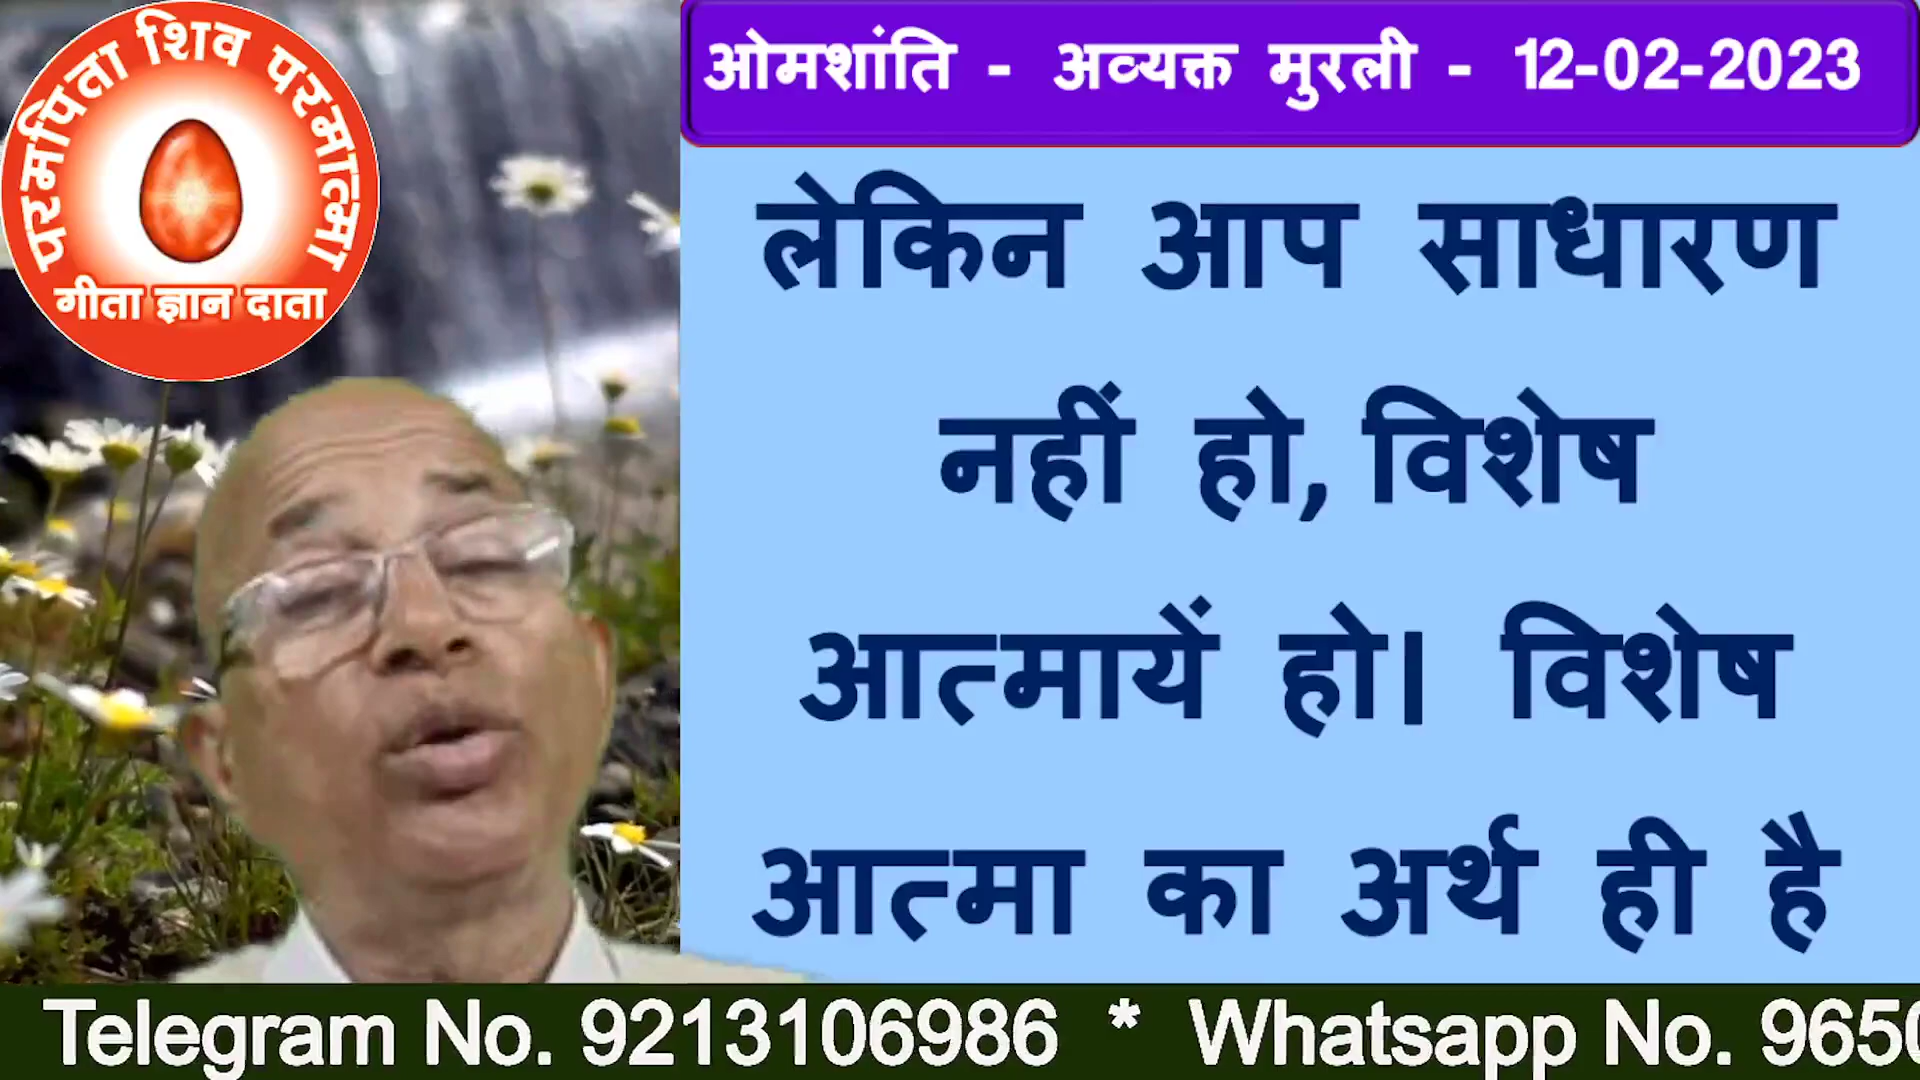 परमपिता शिव परमात्मा
गीता ज्ञान दाता
ओमशांति - अव्यक्त मुरली - 12-02-2023
लेकिन आप साधारण
नहीं हो, विशेष
आत्मायें हो। विशेष
आत्मा का अर्थ ही है
Telegram No. 9213106986 * Whatsapp No. 9650